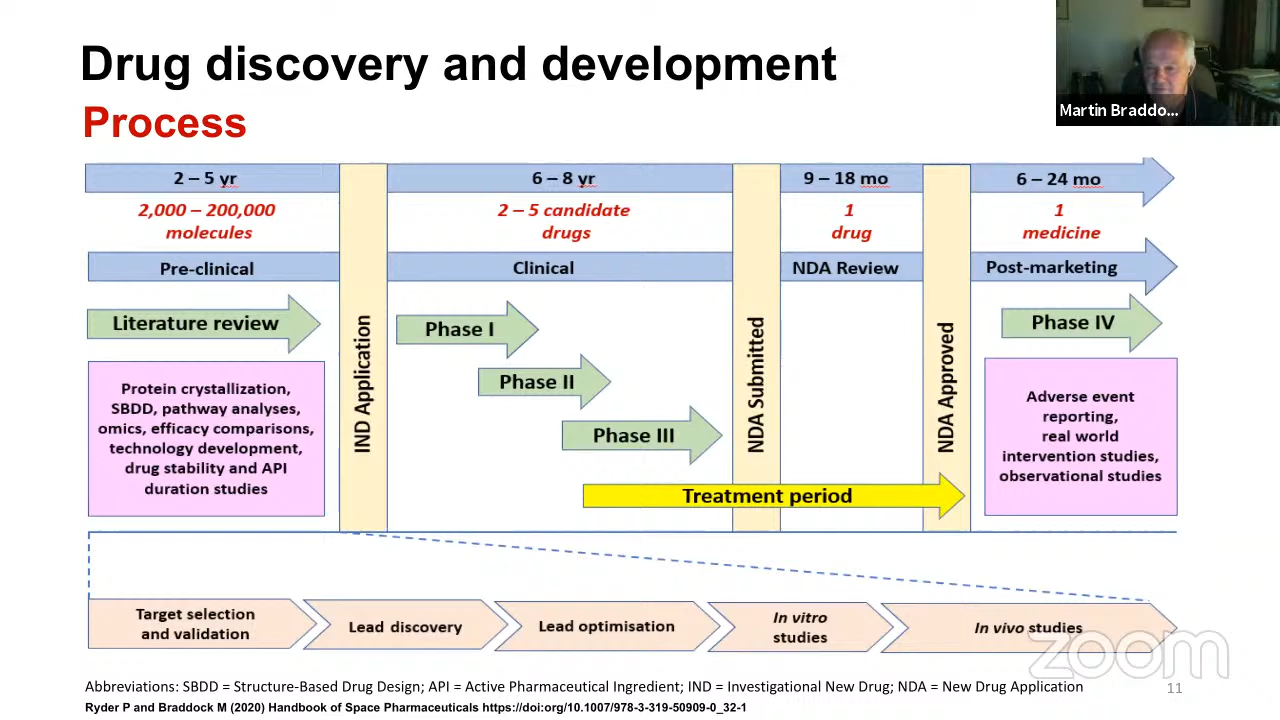 Drug discovery and development
Process
Martin Braddo...
2 – 5 yr
6 – 8 yr
9 – 18 mo
6 – 24 mo
2,000 – 200,000
molecules
2 – 5 candidate
drugs
1
drug
1
medicine
Pre-clinical
Clinical
NDA Review
Post-marketing
Literature review
Protein crystallization,
SBDD, pathway analyses,
omics, efficacy comparisons,
technology development,
drug stability and API
duration studies
IND Application
Phase I
Phase II
Phase III
Treatment period
NDA Submitted
NDA Approved
Phase IV
Adverse event
reporting,
real world
intervention studies,
observational studies
Target selection
and validation
Lead discovery
Lead optimisation
In vitro
studies
In vivo studies
zoom
Abbreviations: SBDD = Structure-Based Drug Design; API = Active Pharmaceutical Ingredient; IND = Investigational New Drug; NDA = New Drug Application
11
Ryder P and Braddock M (2020) Handbook of Space Pharmaceuticals https://doi.org/10.1007/978-3-319-50909-0_32-1